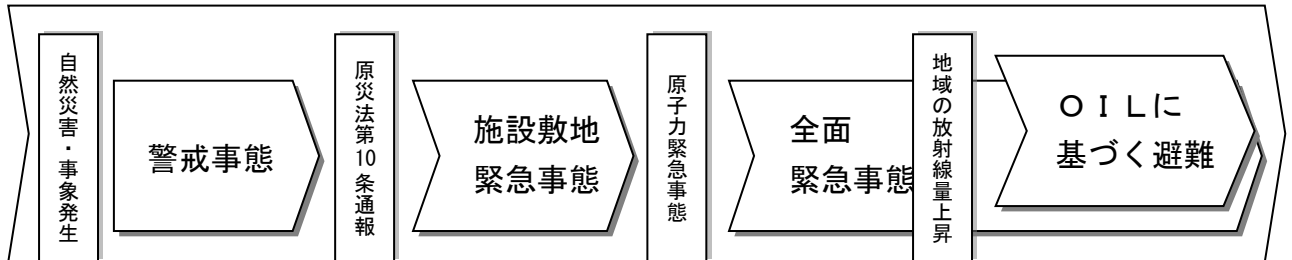 自然災害・事象発生
警戒事態
原災法第10条通報
施設敷地
緊急事態
原子力緊急事態
全面
緊急事態
地域の放射線量上昇
ＯＩＬに
基づく避難